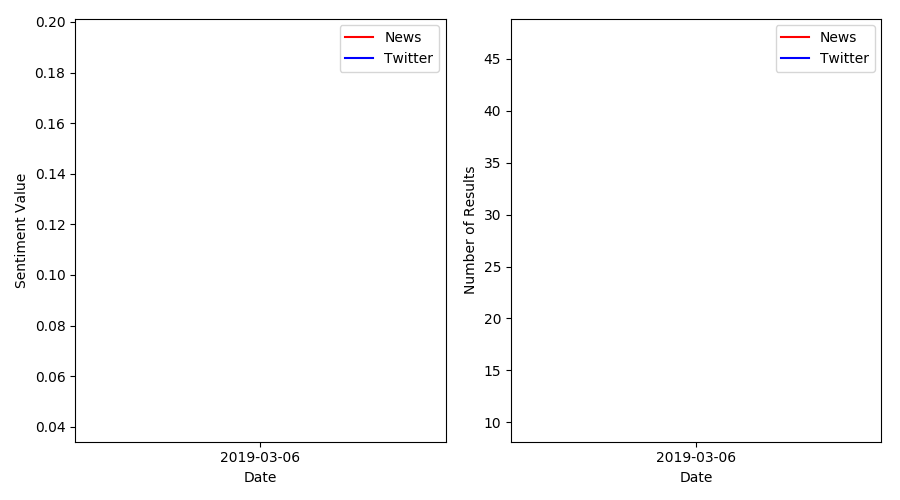 0.20
0.18
0.16
0.14
0.12
0.10
0.08
0.06
0.04
Sentiment Value
2019-03-06
Date
News
Twitter
45
40
35
30
25
20
15
10
Number of Results
2019-03-06
Date
News
Twitter